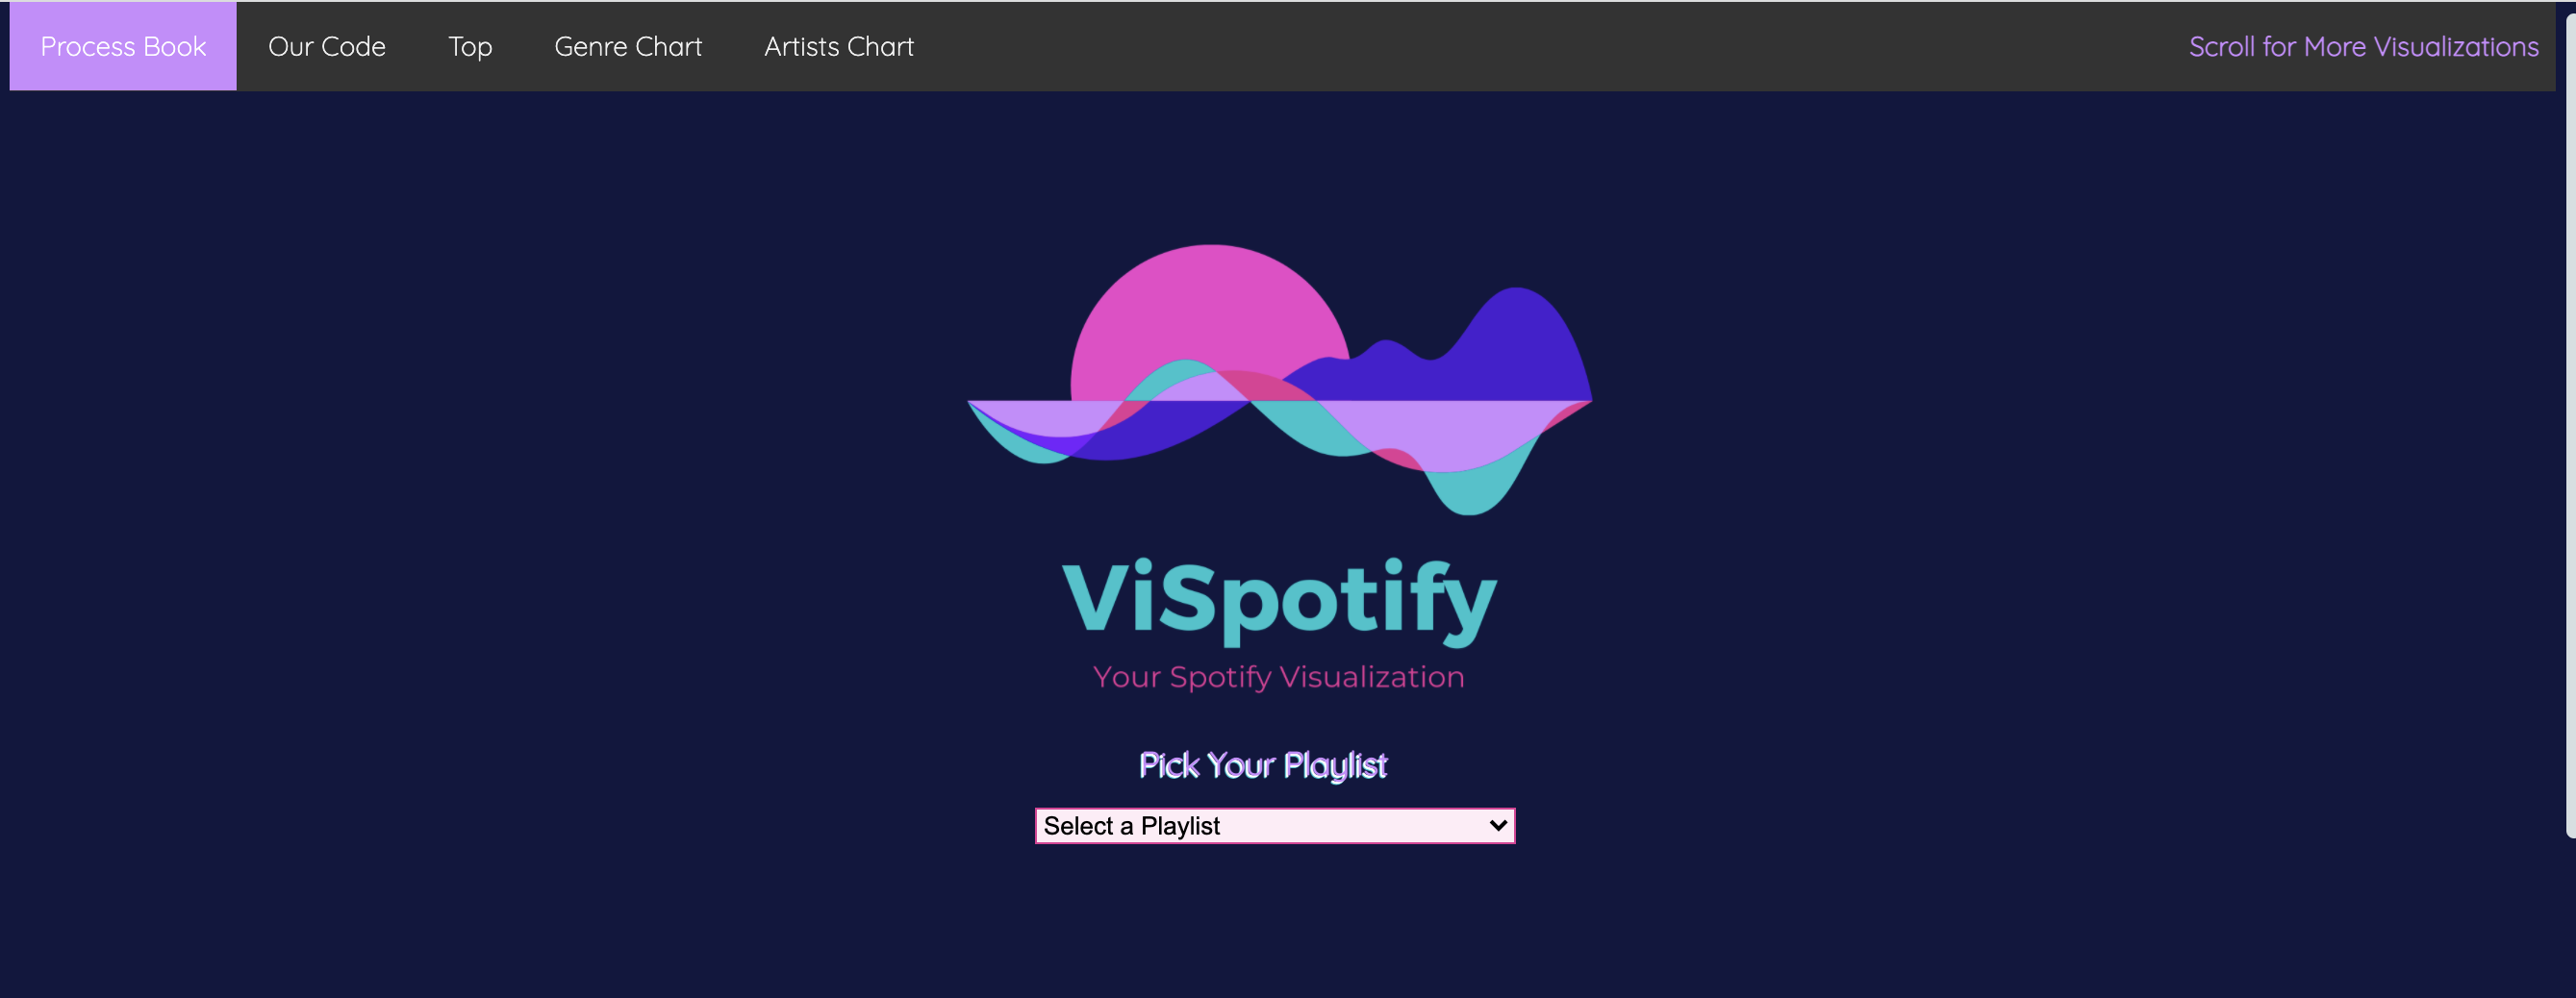 Process Book Our Code Top Genre Chart Artists Chart Scroll for More Visualizations
ViSpotify
Your Spotify Visualization
Pick Your Playlist
Select a Playlist